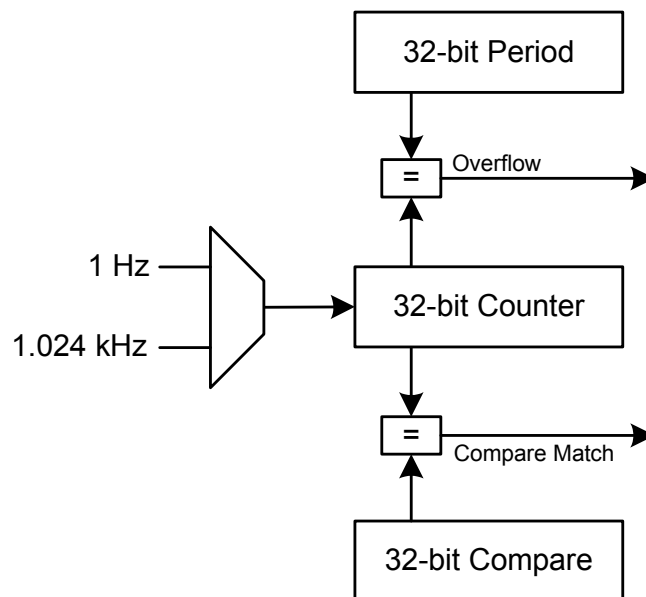 32-bit Period
=
Overflow
1 Hz
32-bit Counter
1.024 kHz
=
Compare Match
32-bit Compare